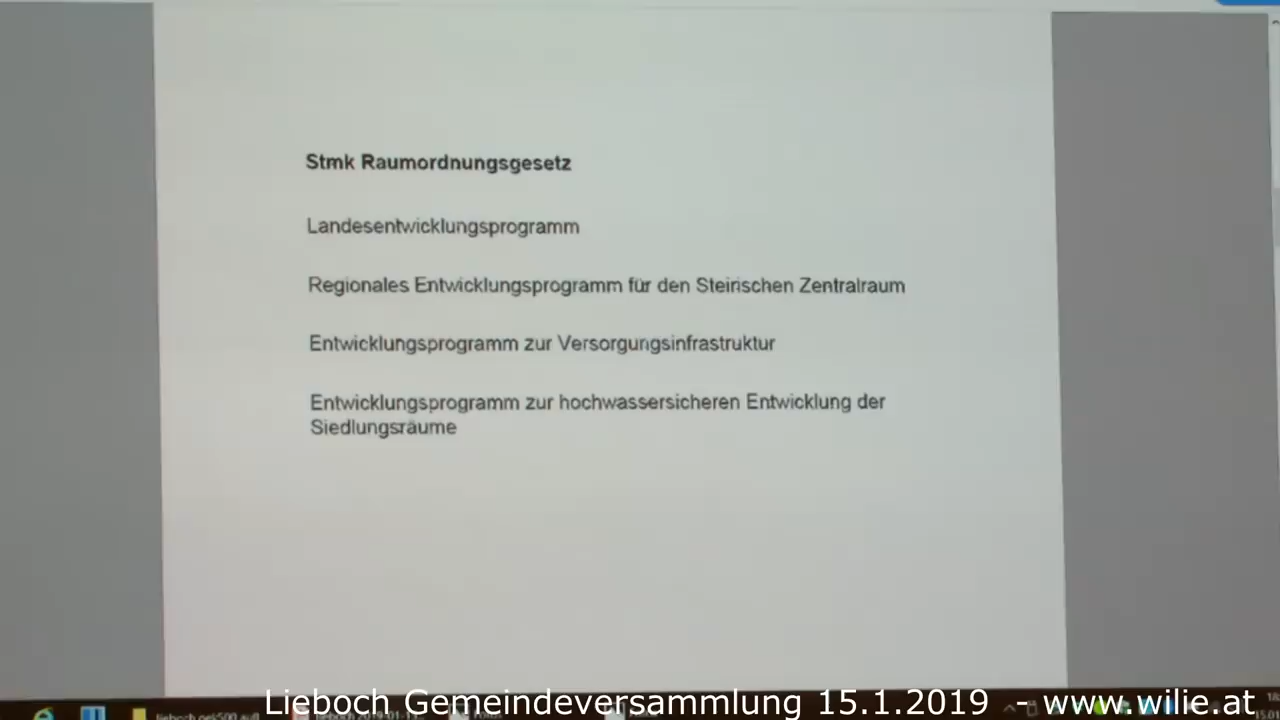 Stmk Raumordnungsgesetz
Landesentwicklungsprogramm
Regionales Entwicklungsprogramm für den Steirischen Zentralraum
Entwicklungsprogramm zur Versorgungsinfrastruktur
Entwicklungsprogramm zur hochwassersicheren Entwicklung der
Siedlungsräume
Lieboch Gemeindeversammlung 15.1.2019 - www.wilie.at